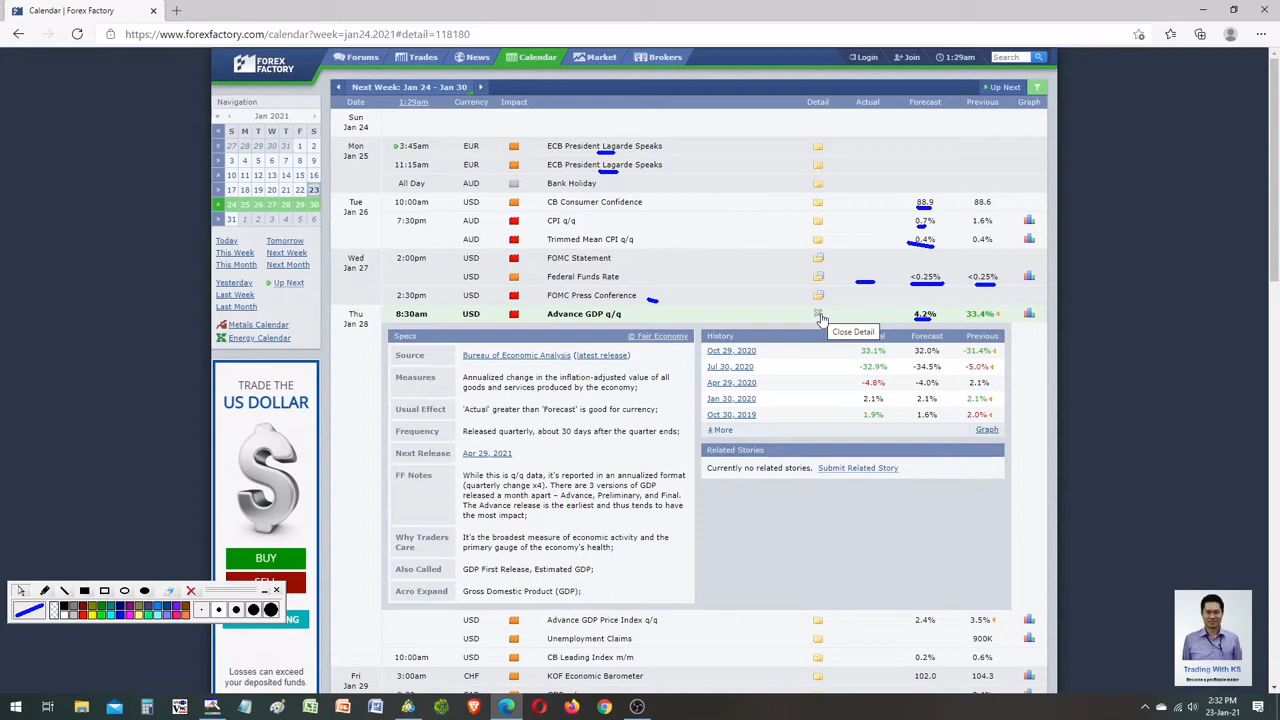 Calendar | Forex Factory
https://www.forexfactory.com/calendar?week=jan24.2021#detail=118180
FOREX
FACTORY
Forums
Trades
News
Calendar
Market
Brokers
Login
Join
1:29am
Search
Navigation
Jan 2021
S M T W T F S
27 28 29 30 31 1 2
3 4 5 6 7 8 9
10 11 12 13 14 15 16
17 18 19 20 21 22 23
24 25 26 27 28 29 30
31 1 2 3 4 5 6
Today Tomorrow
This Week Next Week
This Month Next Month
Yesterday Up Next
Last Week
Last Month
Metals Calendar
Energy Calendar
TRADE THE
US DOLLAR
BUY
SELL
NG
Losses can exceed
your deposited funds.
Next Week: Jan 24 - Jan 30
Up Next
Date 1:29am Currency Impact Detail Actual Forecast Previous Graph
Sun
Jan 24
Mon
Jan 25
3:45am EUR ECB President Lagarde Speaks
11:15am EUR ECB President Lagarde Speaks
All Day AUD Bank Holiday
Tue
Jan 26
10:00am USD CB Consumer Confidence 88.9 88.6
7:30pm AUD CPI q/q 0.7% 1.6%
AUD Trimmed Mean CPI q/q 0.4% 0.4%
Wed
Jan 27
2:00pm USD FOMC Statement
USD Federal Funds Rate <0.25% <0.25%
2:30pm USD FOMC Press Conference
Thu
Jan 28
8:30am USD Advance GDP q/q 4.2% 33.4%
Close Detail
Specs © Fair Economy
Source Bureau of Economic Analysis (latest release)
Measures Annualized change in the inflation-adjusted value of all
goods and services produced by the economy;
Usual Effect 'Actual' greater than 'Forecast' is good for currency;
Frequency Released quarterly, about 30 days after the quarter ends;
Next Release Apr 29, 2021
FF Notes While this is q/q data, it's reported in an annualized format
(quarterly change x4). There are 3 versions of GDP
released a month apart – Advance, Preliminary, and Final.
The Advance release is the earliest and thus tends to have
the most impact;
Why Traders
Care
It's the broadest measure of economic activity and the
primary gauge of the economy's health;
Also Called GDP First Release, Estimated GDP;
Acro Expand Gross Domestic Product (GDP);
History al Forecast Previous
Oct 29, 2020 33.1% 32.0% -31.4%
Jul 30, 2020 -32.9% -34.5% -5.0%
Apr 29, 2020 -4.8% -4.0% 2.1%
Jan 30, 2020 2.1% 2.1% 2.1%
Oct 30, 2019 1.9% 1.6% 2.0%
More Graph
Related Stories
Currently no related stories. Submit Related Story
USD Advance GDP Price Index q/q 2.4% 3.5%
USD Unemployment Claims 900K
10:00am USD CB Leading Index m/m 0.2% 0.6%
Fri
Jan 29
3:00am CHF KOF Economic Barometer 102.0 104.3
Trading With KS
Become a profitable trader
2:32 PM
23-Jan-21